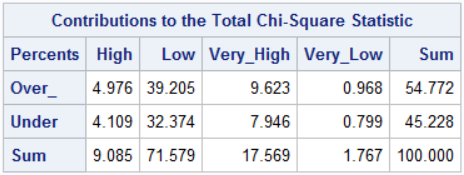 Contributions to the Total Chi-Square Statistic
Percents High Low Very_High Very_Low Sum
Over_ 4.976 39.205 9.623 0.968 54.772
Under 4.109 32.374 7.946 0.799 45.228
Sum 9.085 71.579 17.569 1.767 100.000